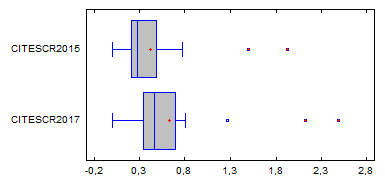 CITESCR2015
CITESCR2017
-0,2 0,3 0,8 1,3 1,8 2,3 2,8